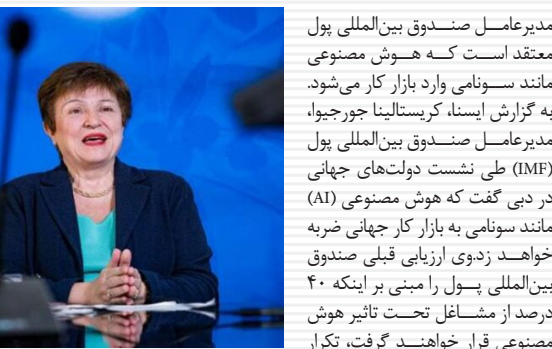 مدیرعامل صندوق بین‌المللی پول
معتقد است که هوش مصنوعی
مانند سونامی وارد بازار کار می‌شود.
به گزارش ایسنا، کریستالینا جورجیوا،
مدیرعامل صندوق بین‌المللی پول
(IMF) طی نشست دولت‌های جهانی
در دبی گفت که هوش مصنوعی (AI)
مانند سونامی به بازار کار جهانی ضربه
خواهد زد.وی ارزیابی قبلی صندوق
بین‌المللی پول را مبنی بر اینکه ۴۰
درصد از مشاغل تحت تاثیر هوش
مصنوعی قرار خواهند گرفت، تکرار